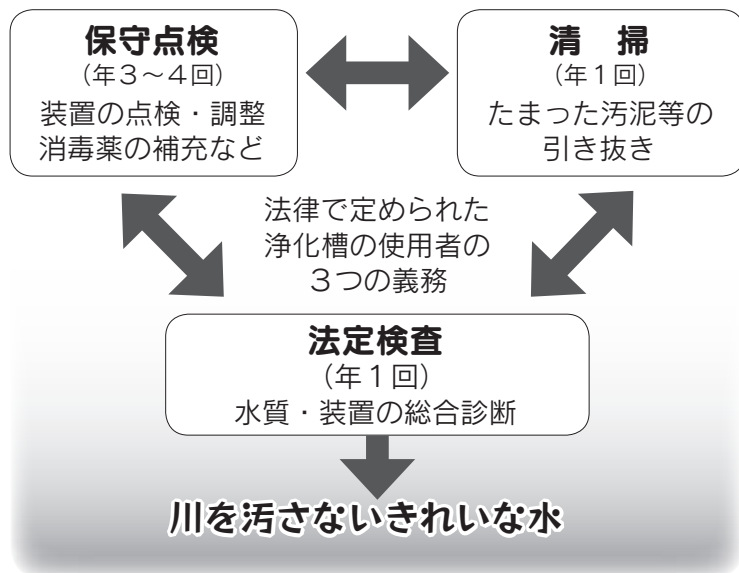 保守点検
（年３～４回）
装置の点検・調整
消毒薬の補充など
清　掃
（年１回）
たまった汚泥等の
引き抜き
法律で定められた
浄化槽の使用者の
３つの義務
法定検査
（年１回）
水質・装置の総合診断
川を汚さないきれいな水